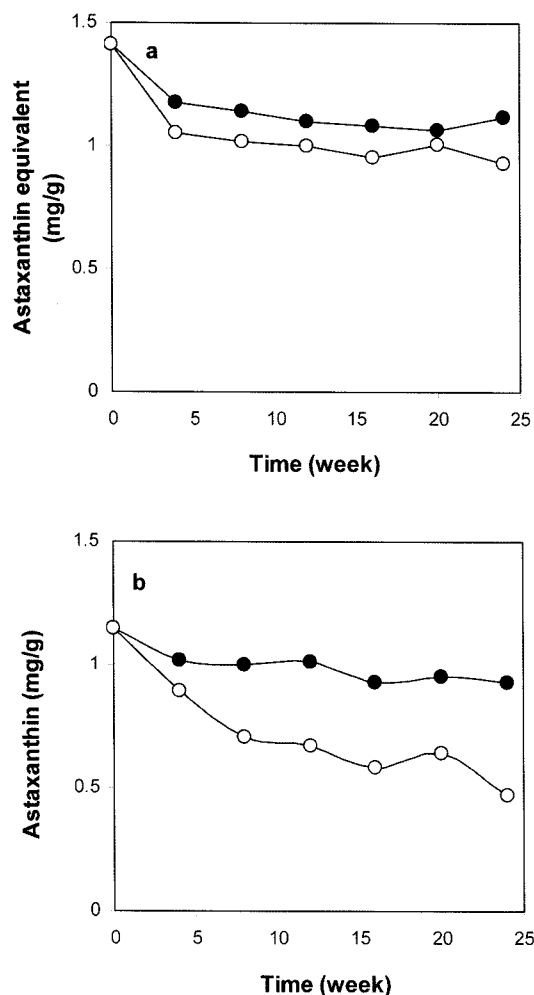 1.5
a
1
0.5
0
Astaxanthin equivalent
(mg/g)
0 5 10 15 20 25
Time (week)
1.5
b
1
0.5
0
Astaxanthin (mg/g)
0 5 10 15 20 25
Time (week)